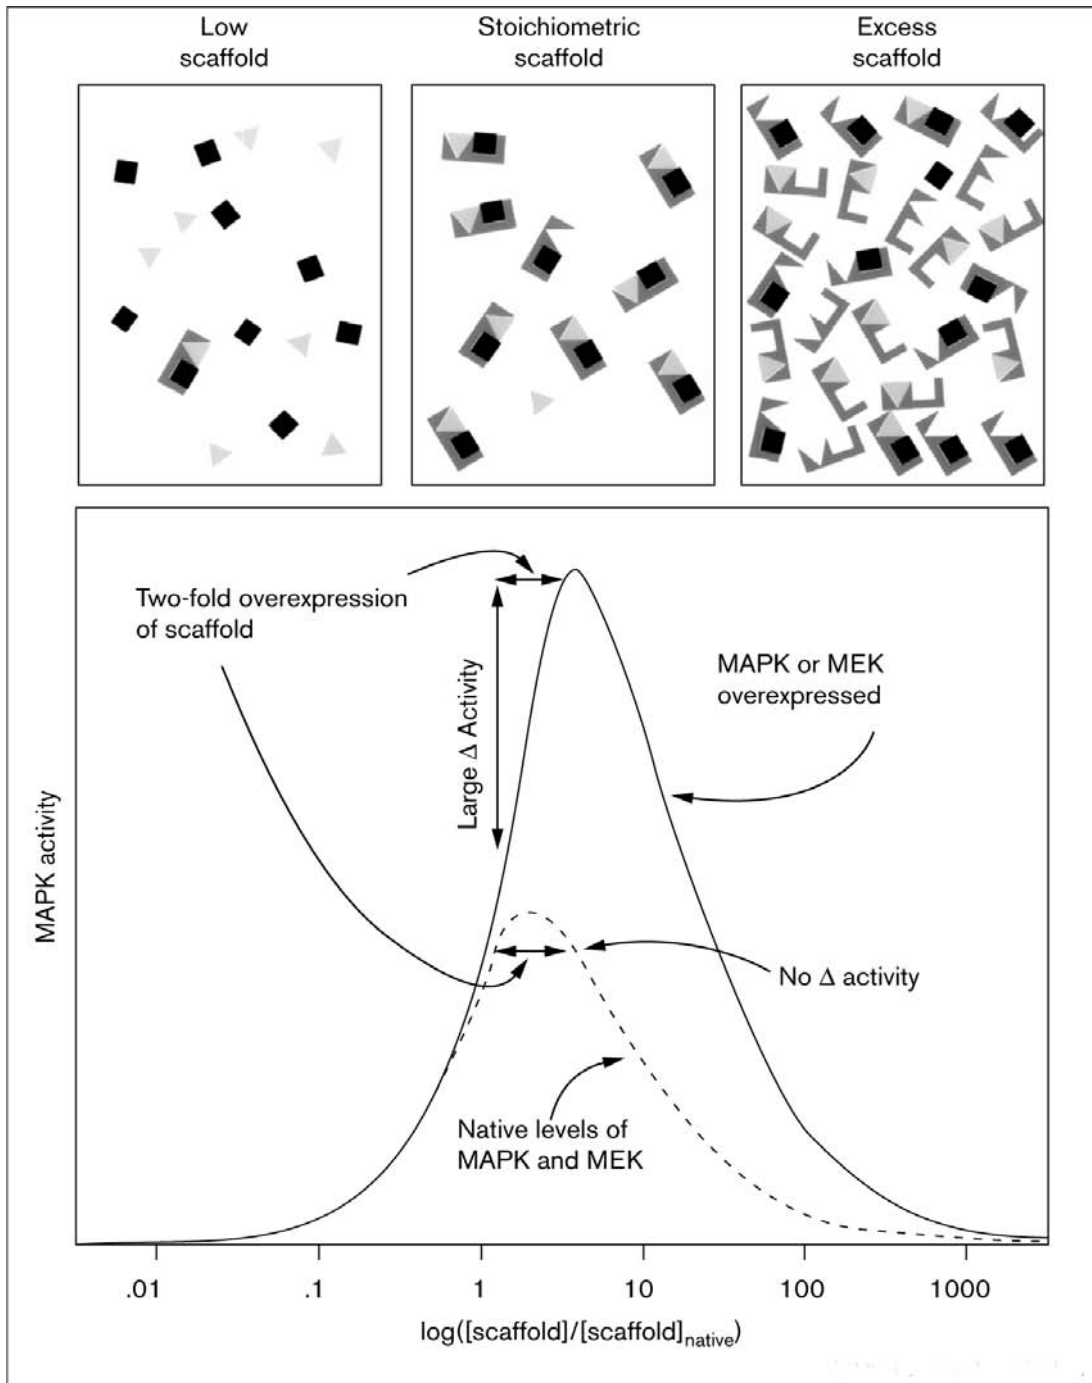 Low
scaffold
Stoichiometric
scaffold
Excess
scaffold
Two-fold overexpression
of scaffold
Large Δ Activity
MAPK or MEK
overexpressed
MAPK activity
No Δ activity
Native levels of
MAPK and MEK
.01 .1 1 10 100 1000
log([scaffold]/[scaffold]native)